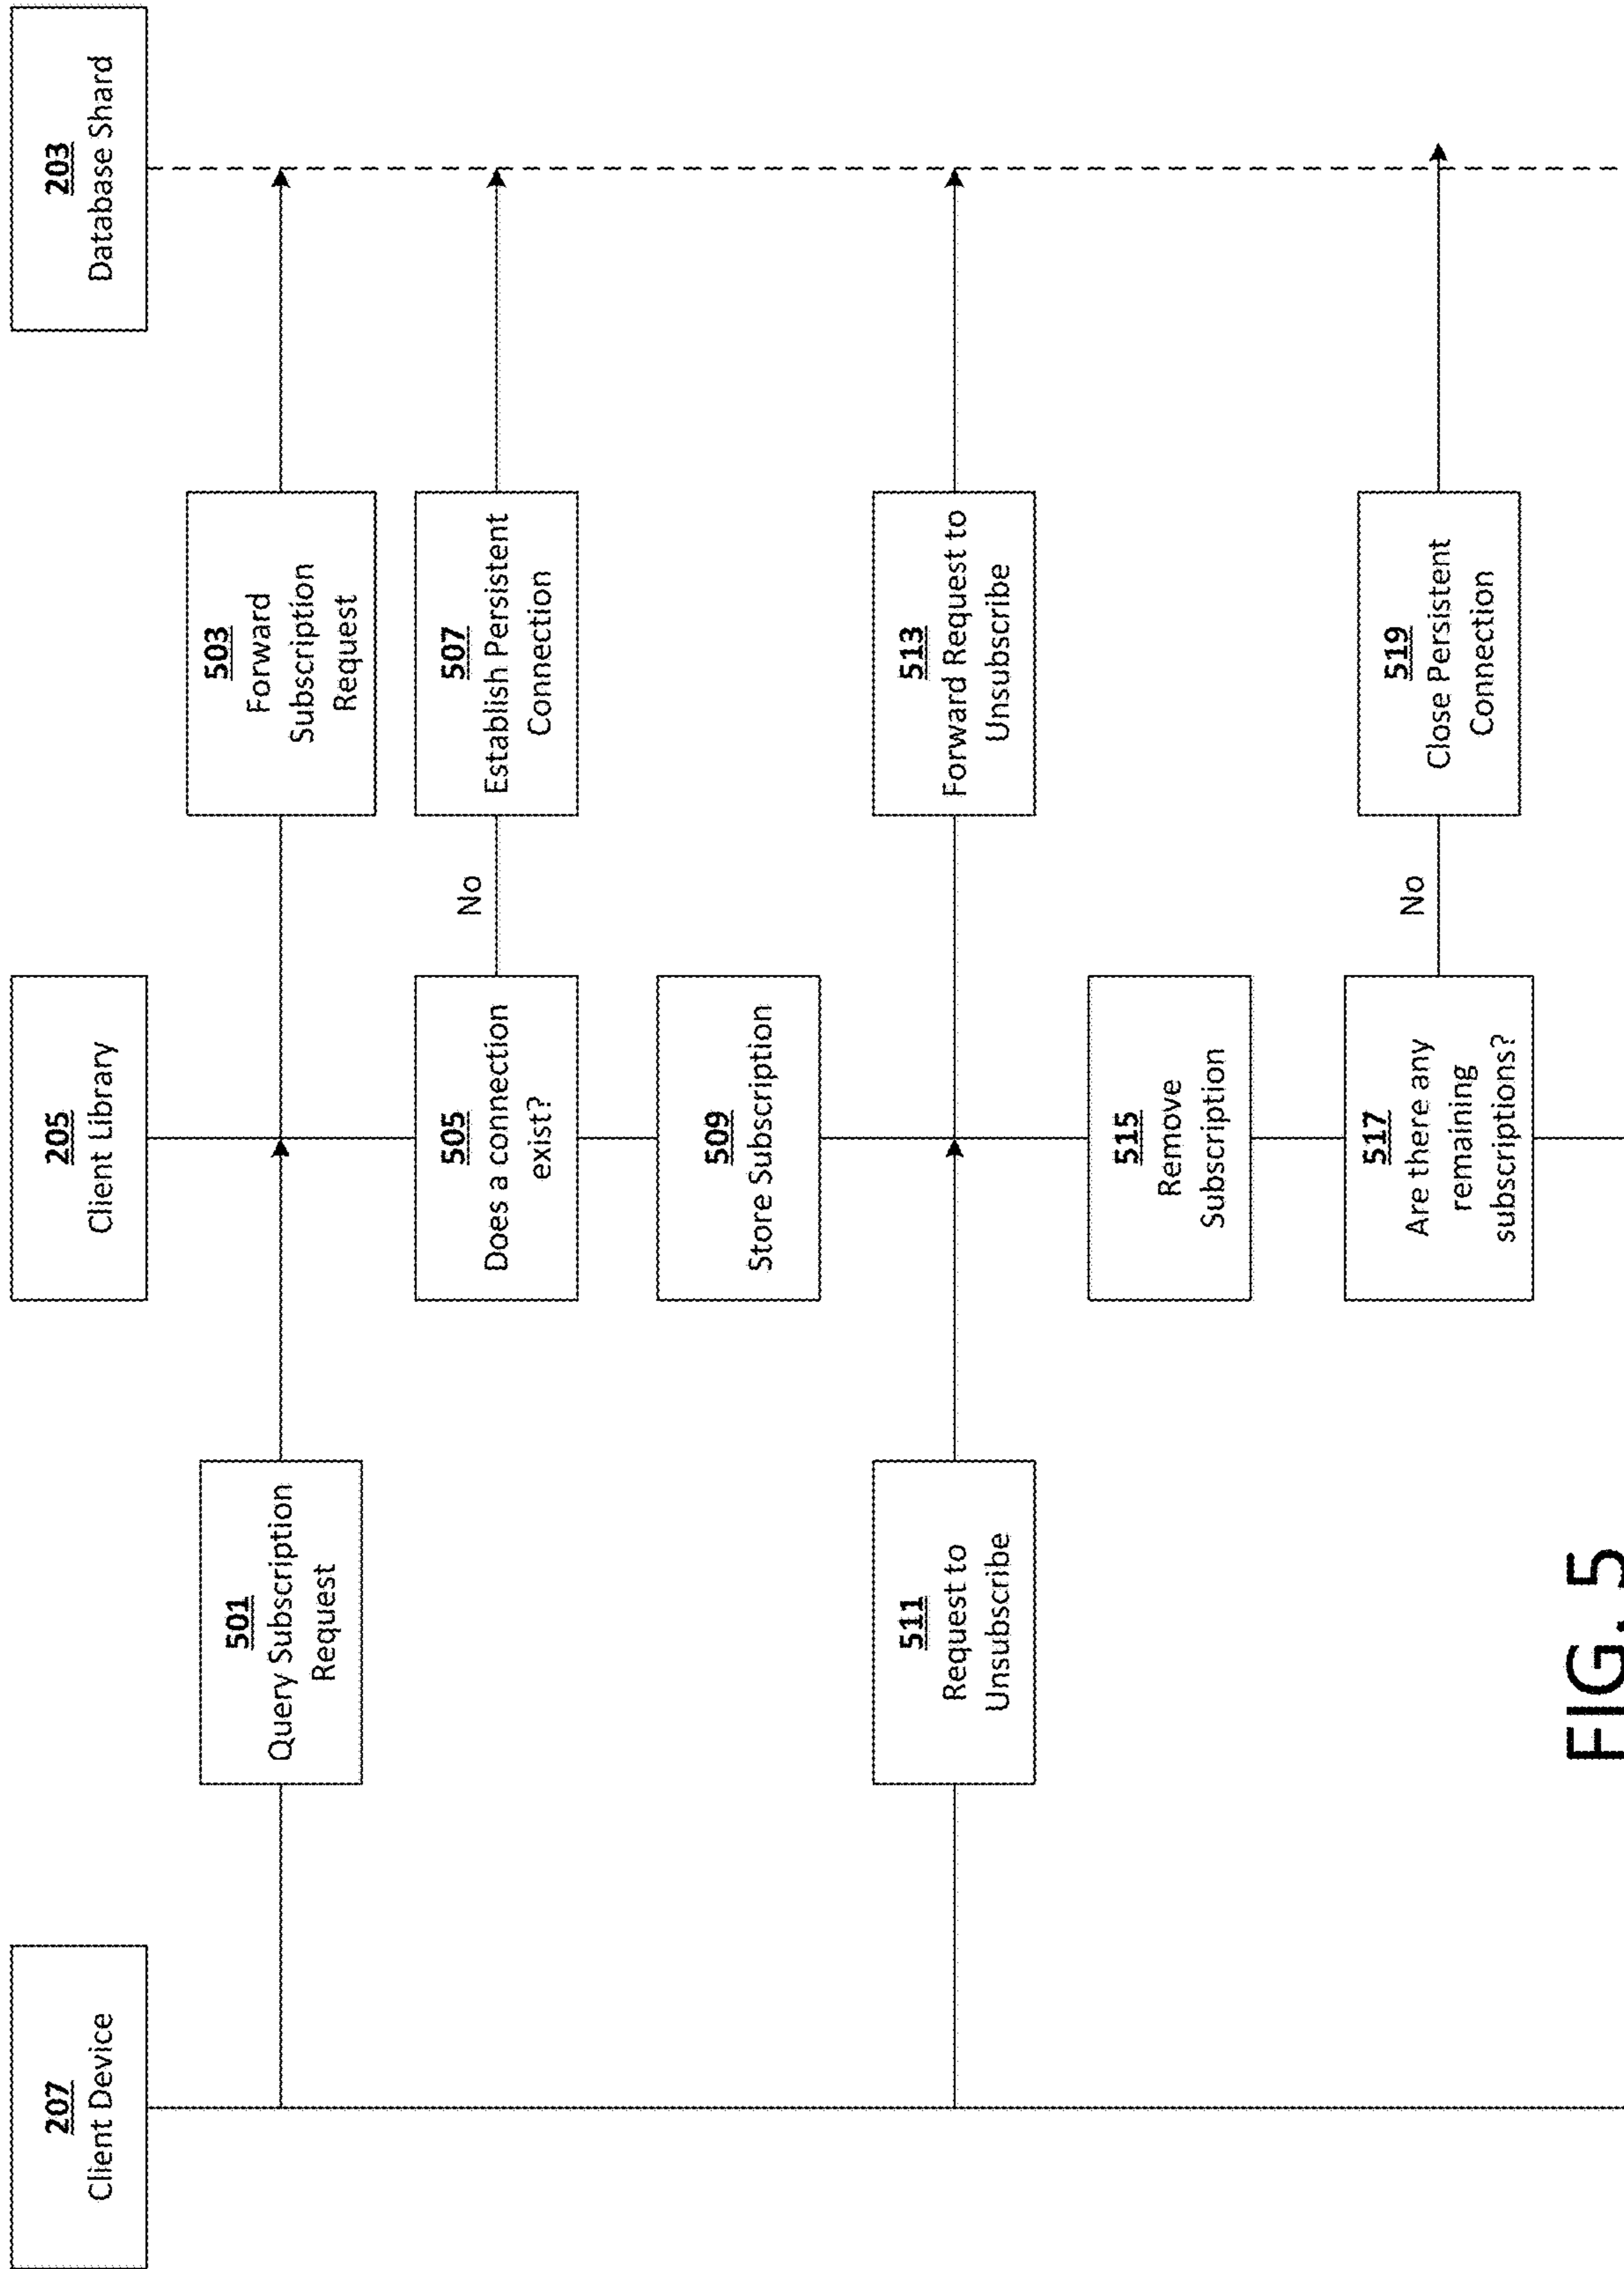 207
Client Device
205
Client Library
203
Database Shard
501
Query Subscription
Request
503
Forward
Subscription
Request
505
Does a connection
exist?
No
507
Establish Persistent
Connection
509
Store Subscription
511
Request to
Unsubscribe
513
Forward Request to
Unsubscribe
515
Remove
Subscription
517
Are there any
remaining
subscriptions?
No
519
Close Persistent
Connection
FIG. 5